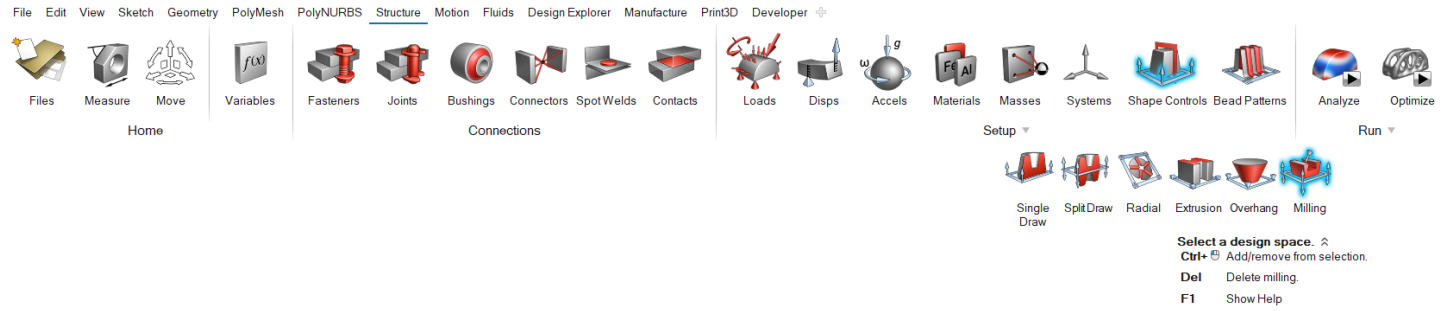 File Edit View Sketch Geometry PolyMesh PolyNURBS Structure Motion Fluids Design Explorer Manufacture Print3D Developer
f(x)
g
ω
Fe
Al
Files Measure Move Variables Fasteners Joints Bushings Connectors Spot Welds Contacts Loads Disps Accels Materials Masses Systems Shape Controls Bead Patterns Analyze Optimize
Home Connections Setup Run
Single Draw SplitDraw Radial Extrusion Overhang Milling
Select a design space.
Ctrl+ Add/remove from selection.
Del Delete milling.
F1 Show Help